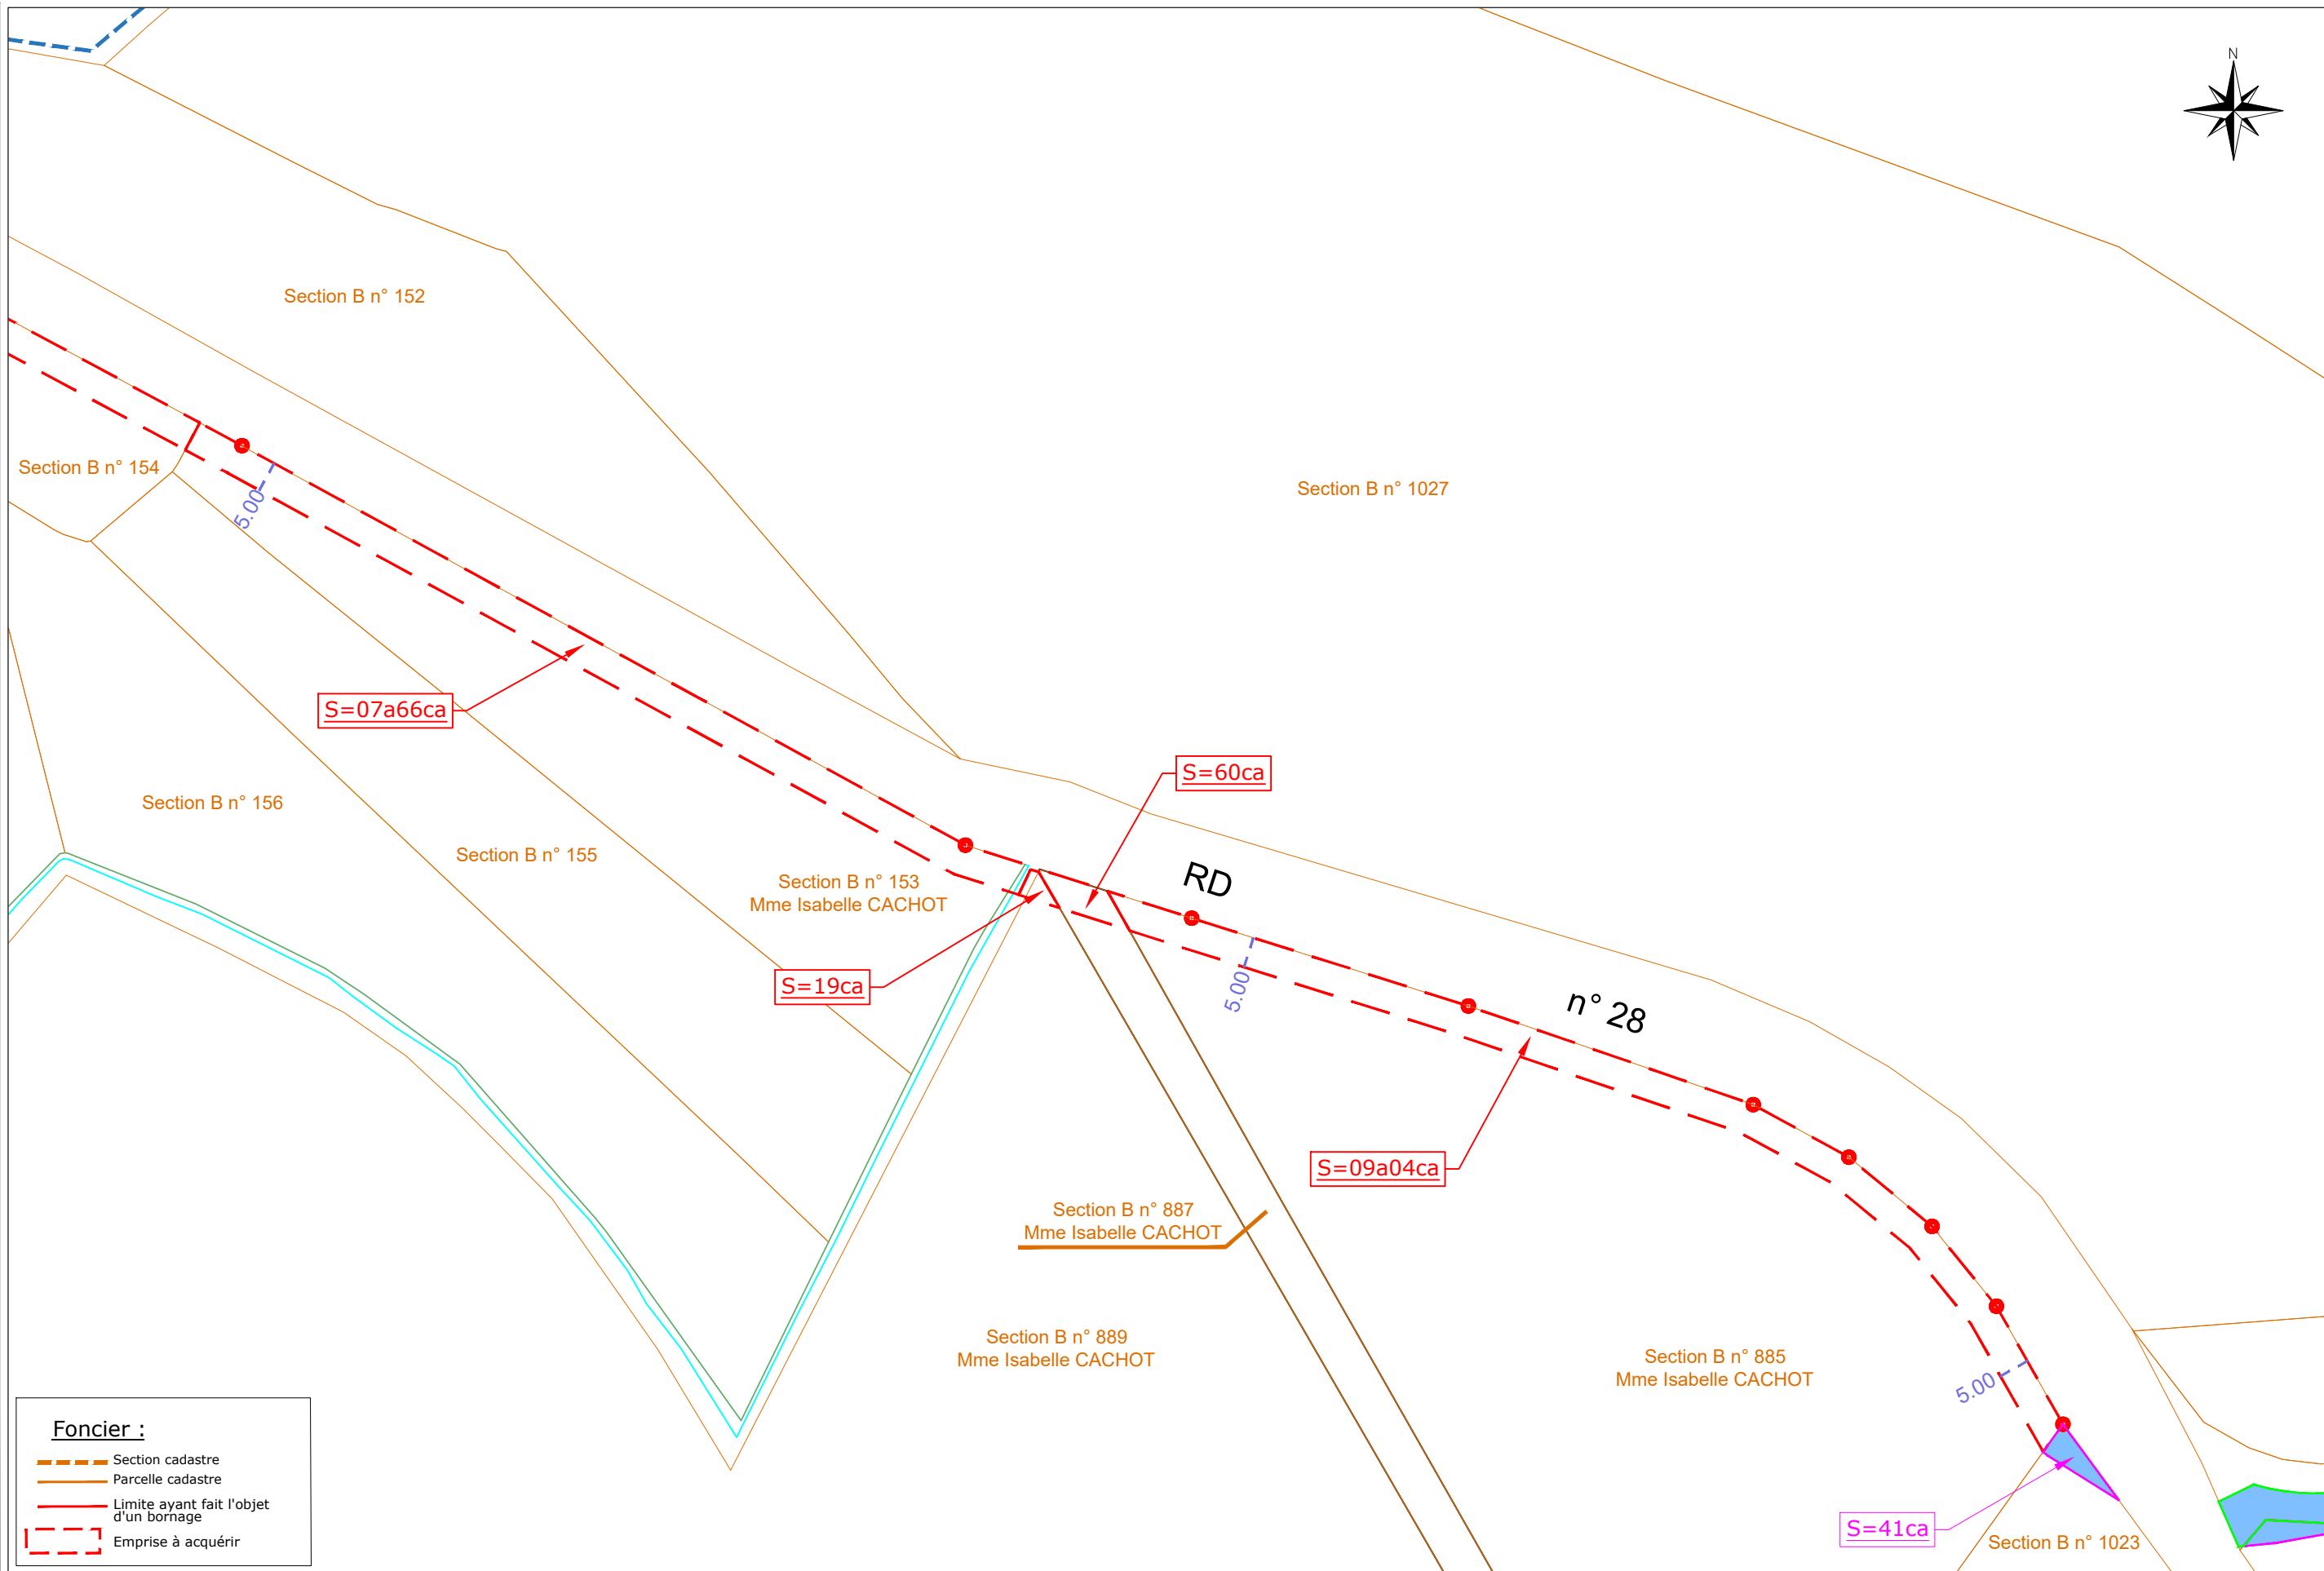 N
Section B n° 152
Section B n° 154
5.00
Section B n° 1027
S=07a66ca
S=60ca
Section B n° 156
Section B n° 155
Section B n° 153
Mme Isabelle CACHOT
RD
S=19ca
5.00
n° 28
S=09a04ca
Section B n° 887
Mme Isabelle CACHOT
Section B n° 889
Mme Isabelle CACHOT
Section B n° 885
Mme Isabelle CACHOT
5.00
S=41ca
Section B n° 1023
Foncier :
Section cadastre
Parcelle cadastre
Limite ayant fait l'objet
d'un bornage
Emprise à acquérir